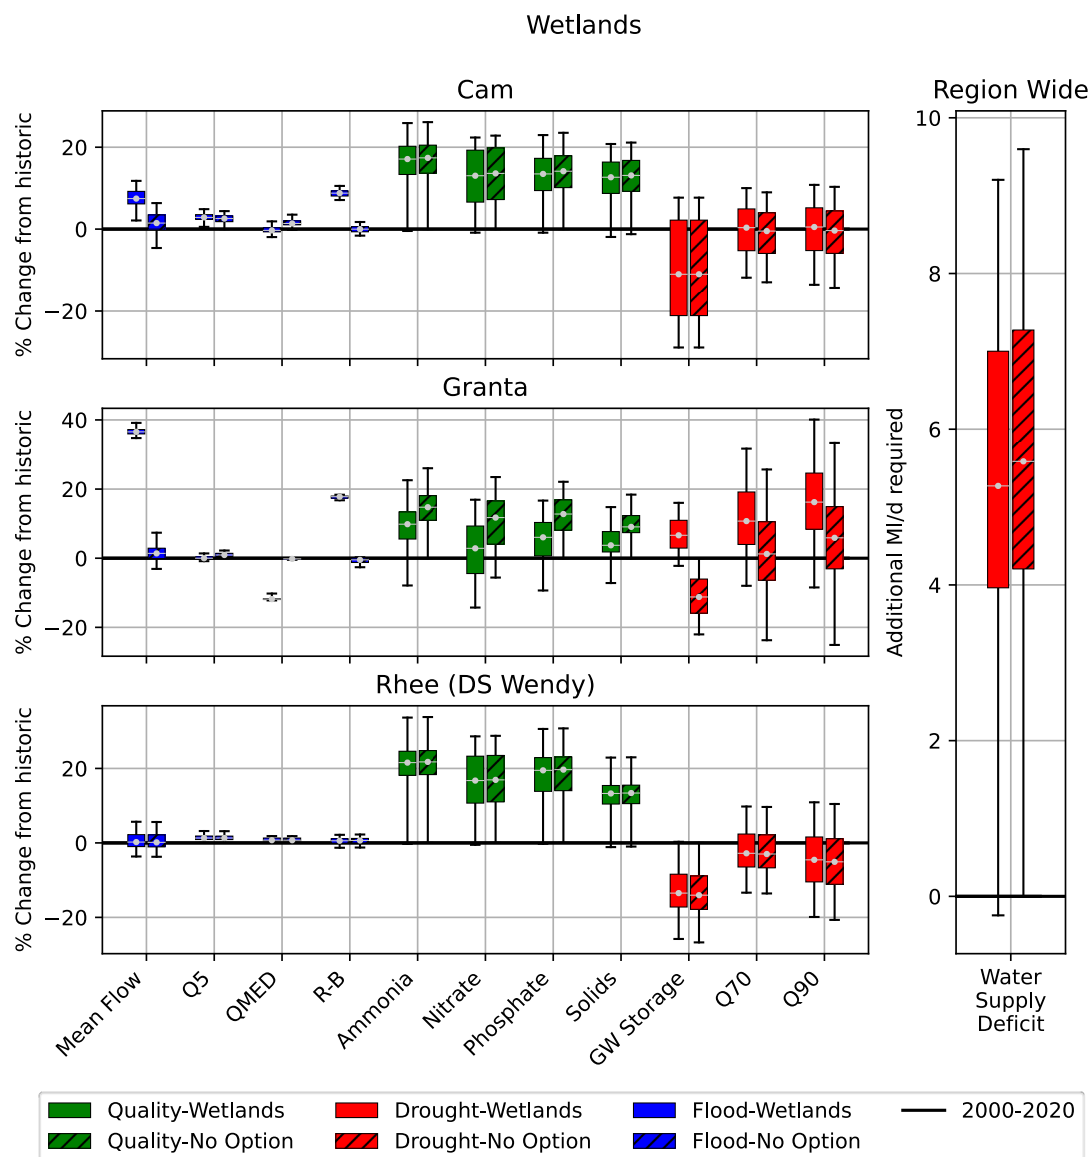 Wetlands
Cam
% Change from historic
20
0
−20
Granta
% Change from historic
40
20
0
−20
Rhee (DS Wendy)
% Change from historic
20
0
−20
Mean Flow
Q5
QMED
R-B
Ammonia
Nitrate
Phosphate
Solids
GW Storage
Q70
Q90
Region Wide
Additional Ml/d required
10
8
6
4
2
0
Water
Supply
Deficit
Quality-Wetlands
Drought-Wetlands
Flood-Wetlands
2000-2020
Quality-No Option
Drought-No Option
Flood-No Option